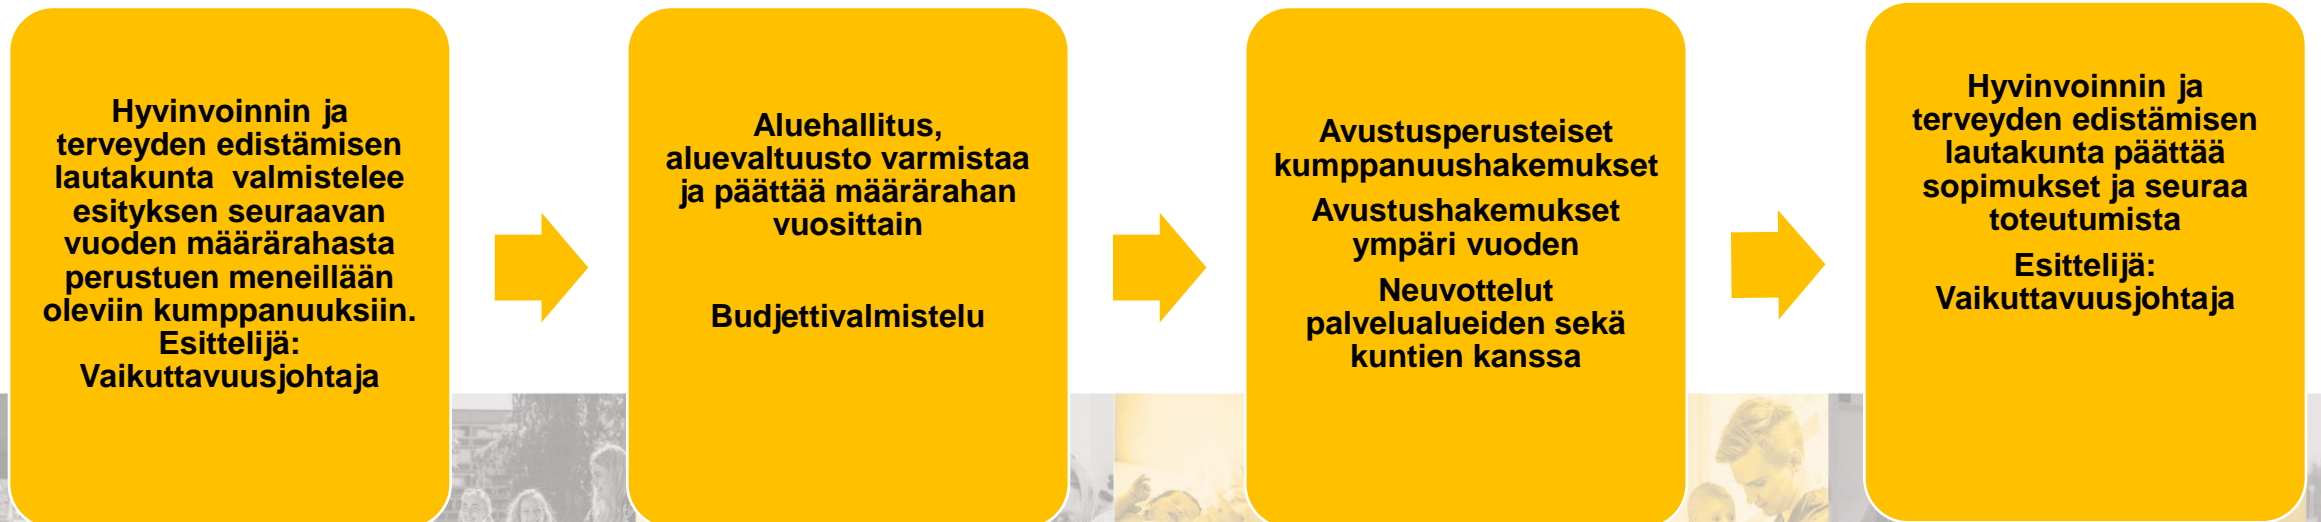 Hyvinvoinnin ja
terveyden edistämisen
lautakunta valmistelee
esityksen seuraavan
vuoden määrärahasta
perustuen meneillään
oleviin kumppanuuksiin.
Esittelijä:
Vaikuttavuusjohtaja
Aluehallitus,
aluevaltuusto varmistaa
ja päättää määrärahan
vuosittain
Budjettivalmistelu
Avustusperusteiset
kumppanuushakemukset
Avustushakemukset
ympäri vuoden
Neuvottelut
palvelualueiden sekä
kuntien kanssa
Hyvinvoinnin ja
terveyden edistämisen
lautakunta päättää
sopimukset ja seuraa
toteutumista
Esittelijä:
Vaikuttavuusjohtaja